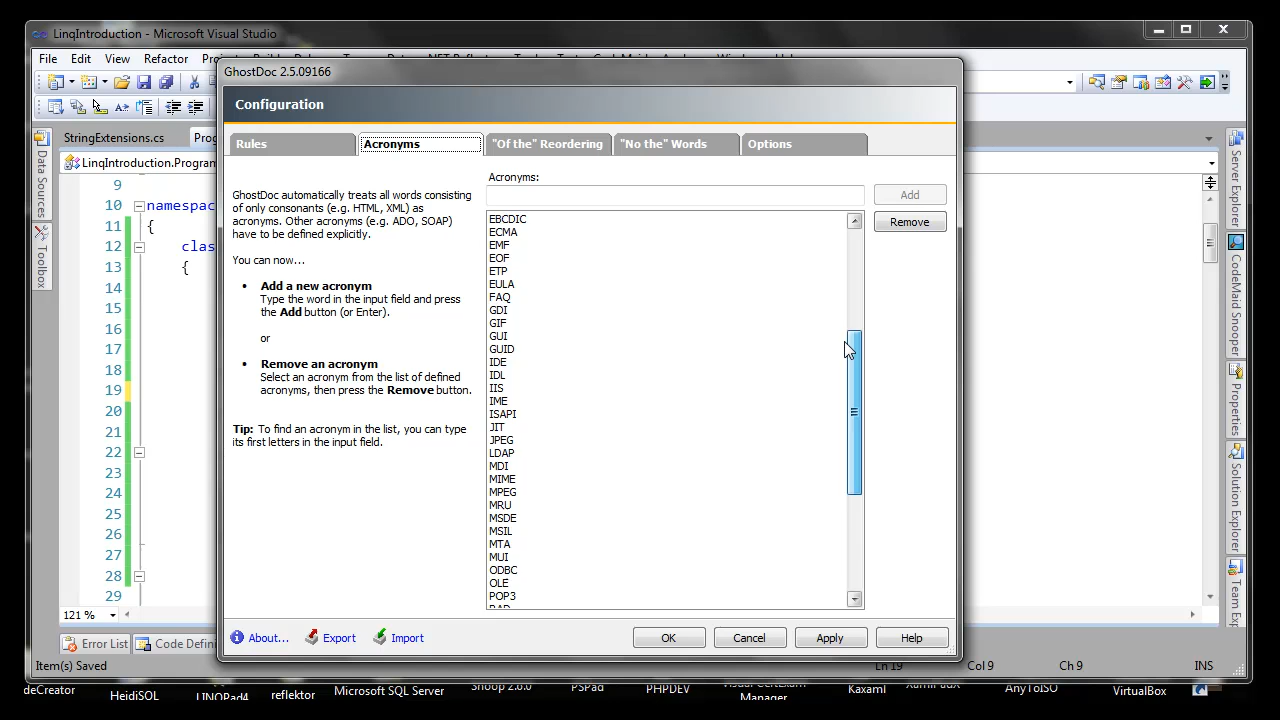 LinqIntroduction - Microsoft Visual Studio
File Edit View Refactor
GhostDoc 2.5.09166
Configuration
StringExtensions.cs
Rules
Acronyms
"Of the" Reordering
"No the" Words
Options
LinqIntroduction.Program
Data Sources
Toolbox
9
10 namespac
11 {
12 clas
13 {
14
15
16
17
18
19
20
21
22
23
24
25
26
27
28
29
GhostDoc automatically treats all words consisting
of only consonants (e.g. HTML, XML) as
acronyms. Other acronyms (e.g. ADO, SOAP)
have to be defined explicitly.
You can now...
• Add a new acronym
Type the word in the input field and press
the Add button (or Enter).
or
• Remove an acronym
Select an acronym from the list of defined
acronyms, then press the Remove button.
Tip: To find an acronym in the list, you can type
its first letters in the input field.
Acronyms:
Add
Remove
EBCDIC
ECMA
EMF
EOF
ETP
EULA
FAQ
GDI
GIF
GUI
GUID
IDE
IDL
IIS
IME
ISAPI
JIT
JPEG
LDAP
MDI
MIME
MPEG
MRU
MSDE
MSIL
MTA
MUI
ODBC
OLE
POP3
Server Explorer
CodeMaid Snooper
Properties
Solution Explorer
Team Exp
121 %
About... Export Import OK Cancel Apply Help
Error List Code Defini
Item(s) Saved Ln 19 Col 9 Ch 9 INS
deCreator HeidiSOL LINQPad4 reflektor Microsoft SQL Server Snoop 2.8.0 PSPad PHPDEV Kaxaml AnyToISO VirtualBox